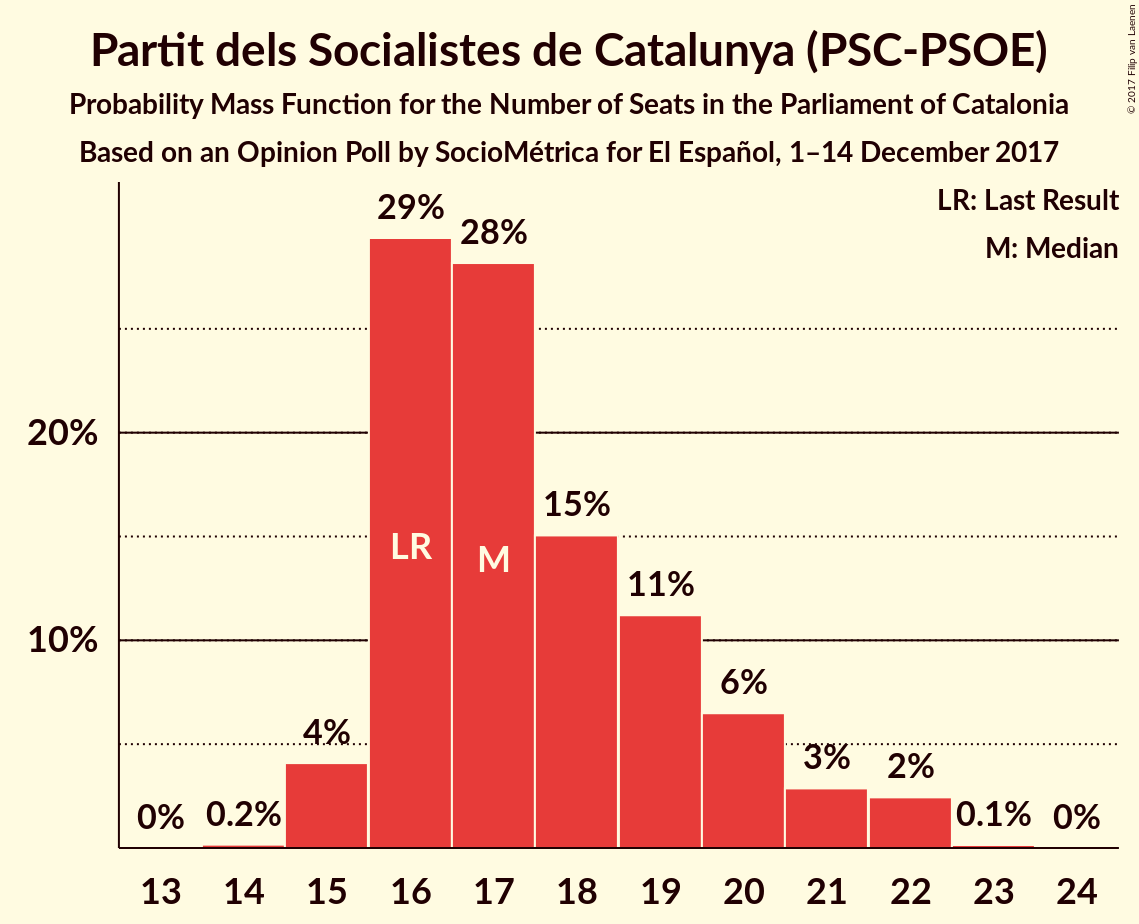 Partit dels Socialistes de Catalunya (PSC-PSOE)
Probability Mass Function for the Number of Seats in the Parliament of Catalonia
Based on an Opinion Poll by SocioMétrica for El Español, 1–14 December 2017
© 2017 Filip van Laenen
LR: Last Result
M: Median
29%
28%
20%
15%
LR
M
11%
10%
6%
4%
3%
2%
0%
0.2%
0.1%
0%
13 14 15 16 17 18 19 20 21 22 23 24